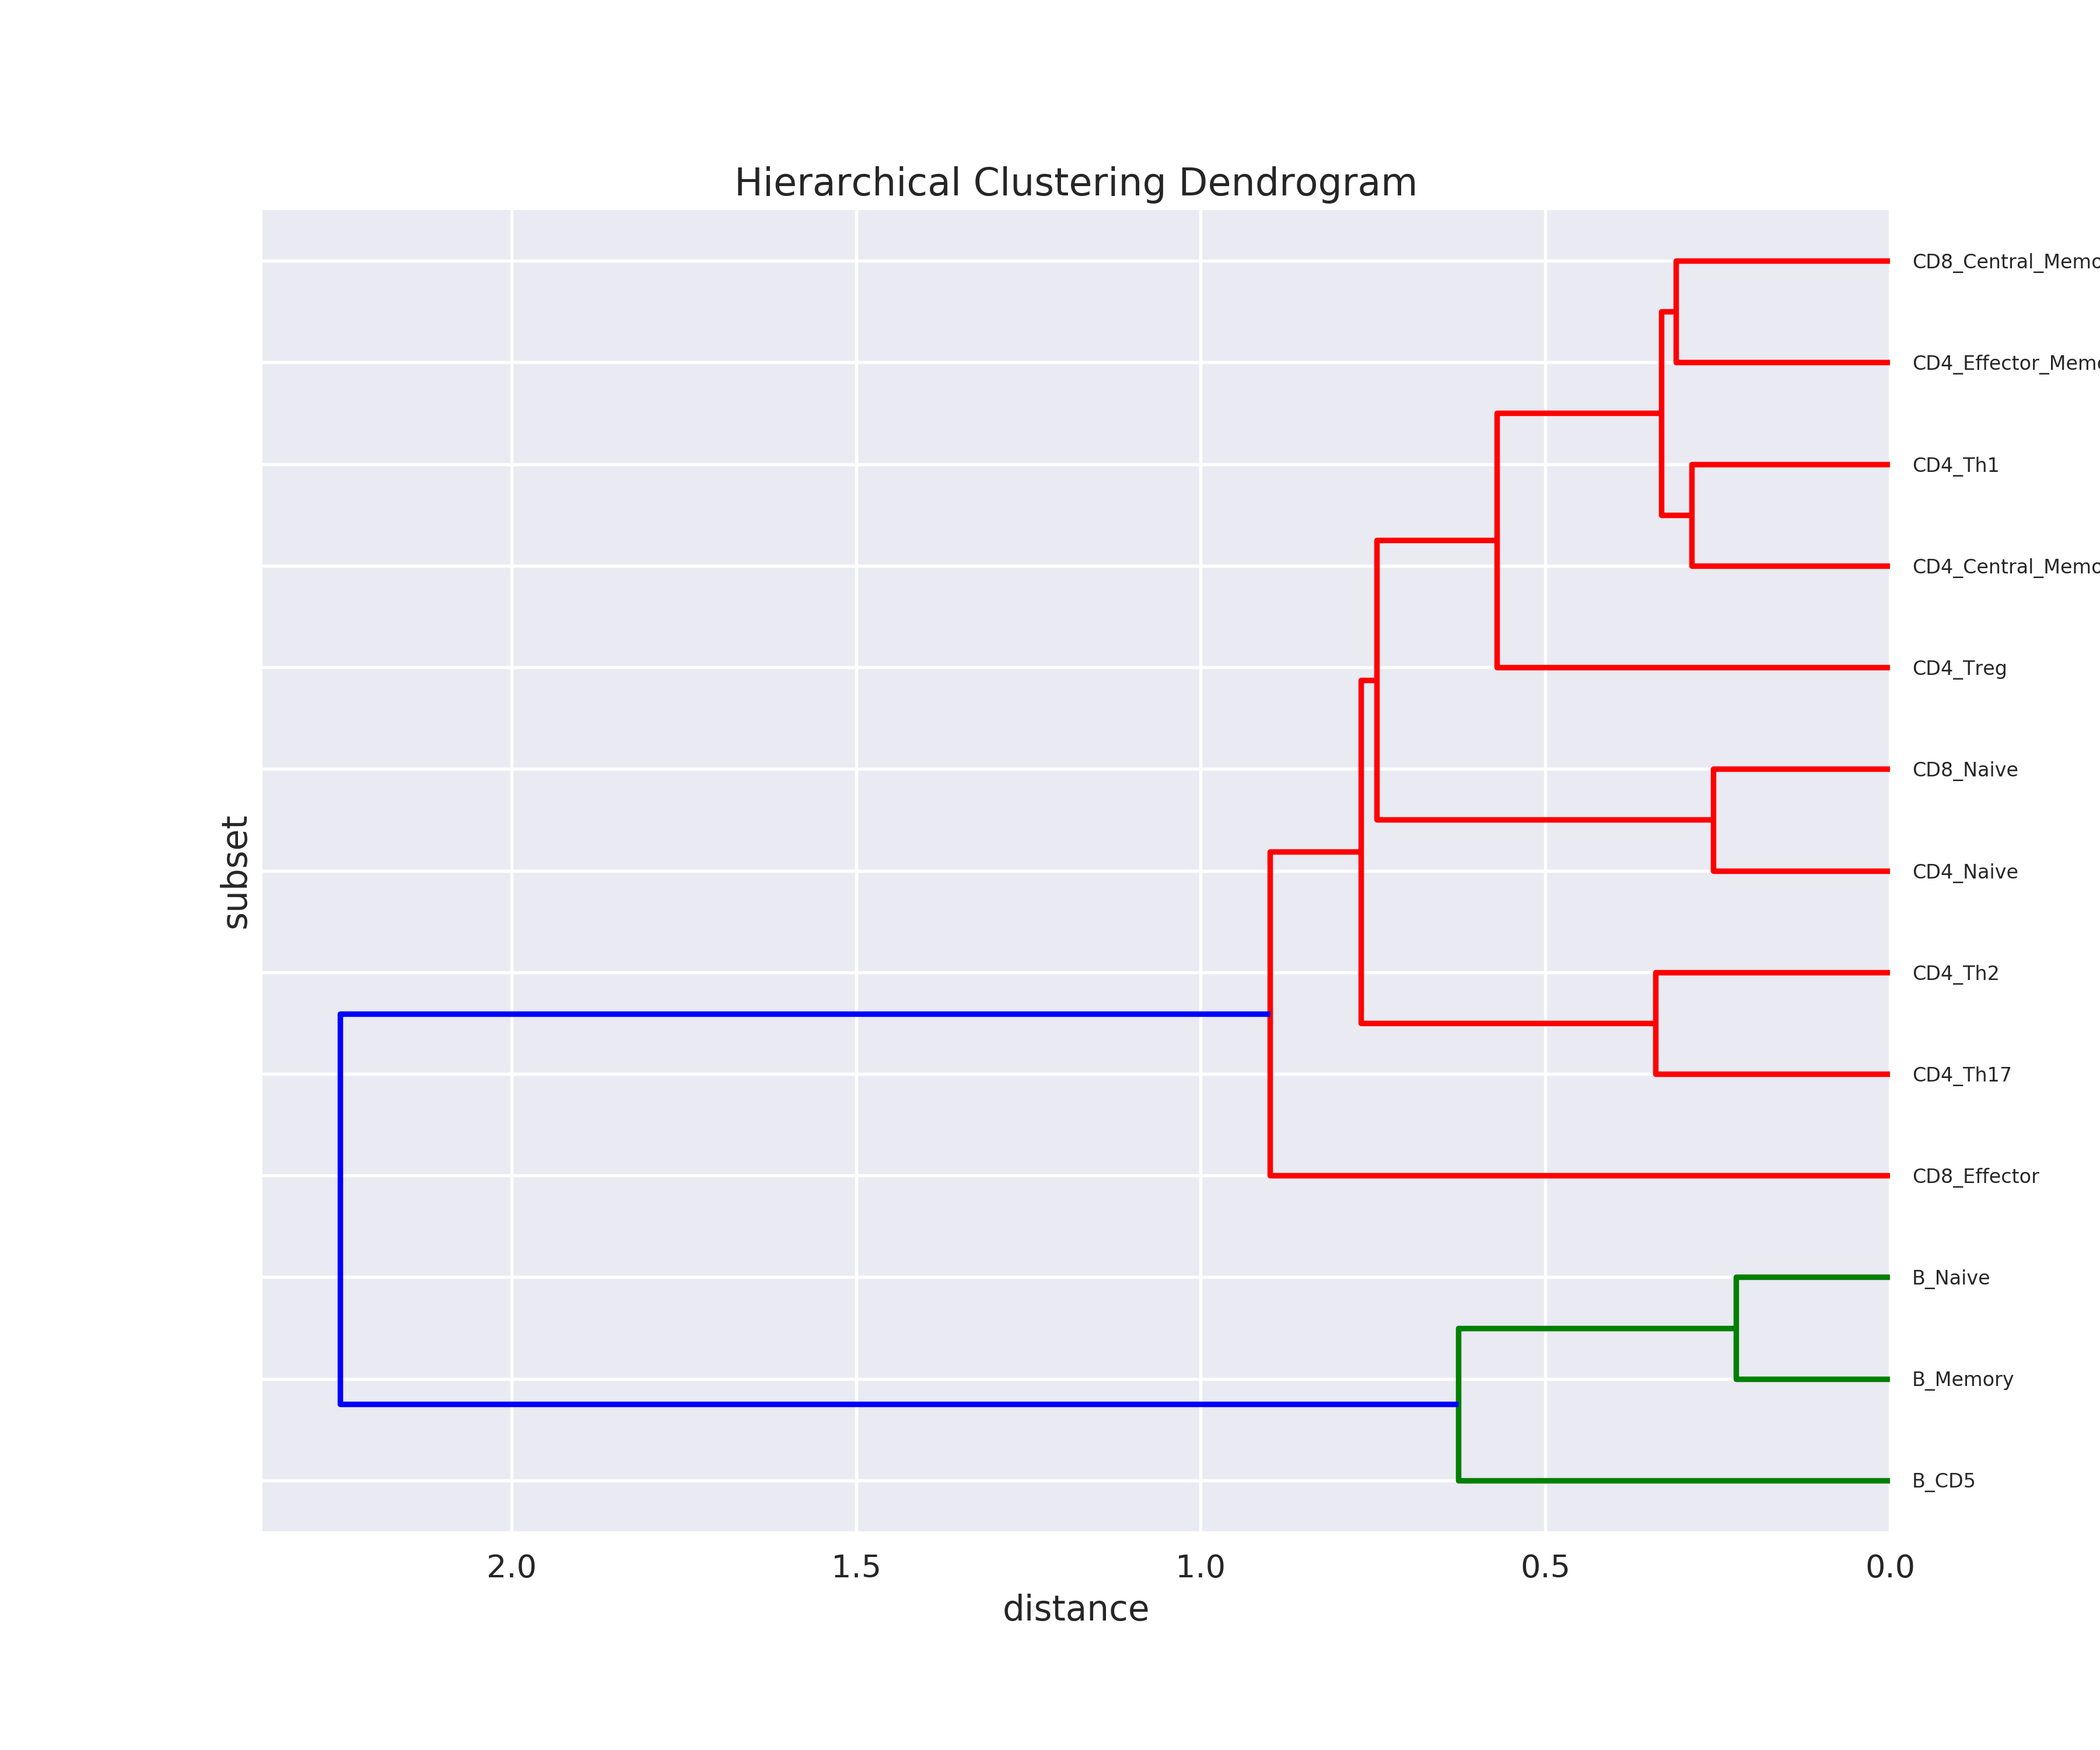 Hierarchical Clustering Dendrogram
CD8_Central_Memo
CD4_Effector_Memo
CD4_Th1
CD4_Central_Memo
CD4_Treg
CD8_Naive
CD4_Naive
CD4_Th2
CD4_Th17
CD8_Effector
B_Naive
B_Memory
B_CD5
subset
2.0 1.5 1.0 0.5 0.0
distance